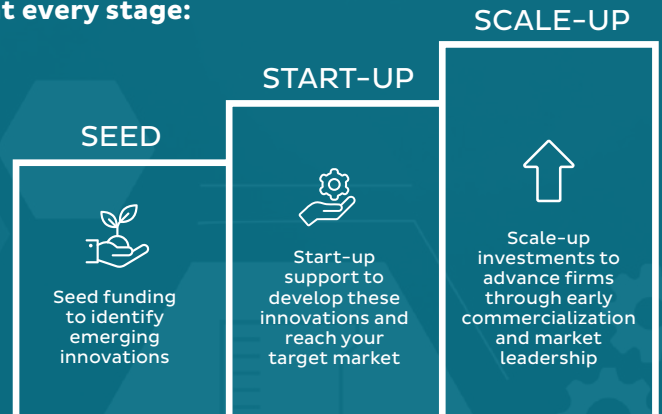 t every stage:
SEED
Seed funding
to identify
emerging
innovations
START-UP
Start-up
support to
develop these
innovations and
reach your
target market
SCALE-UP
Scale-up
investments to
advance firms
through early
commercialization
and market
leadership